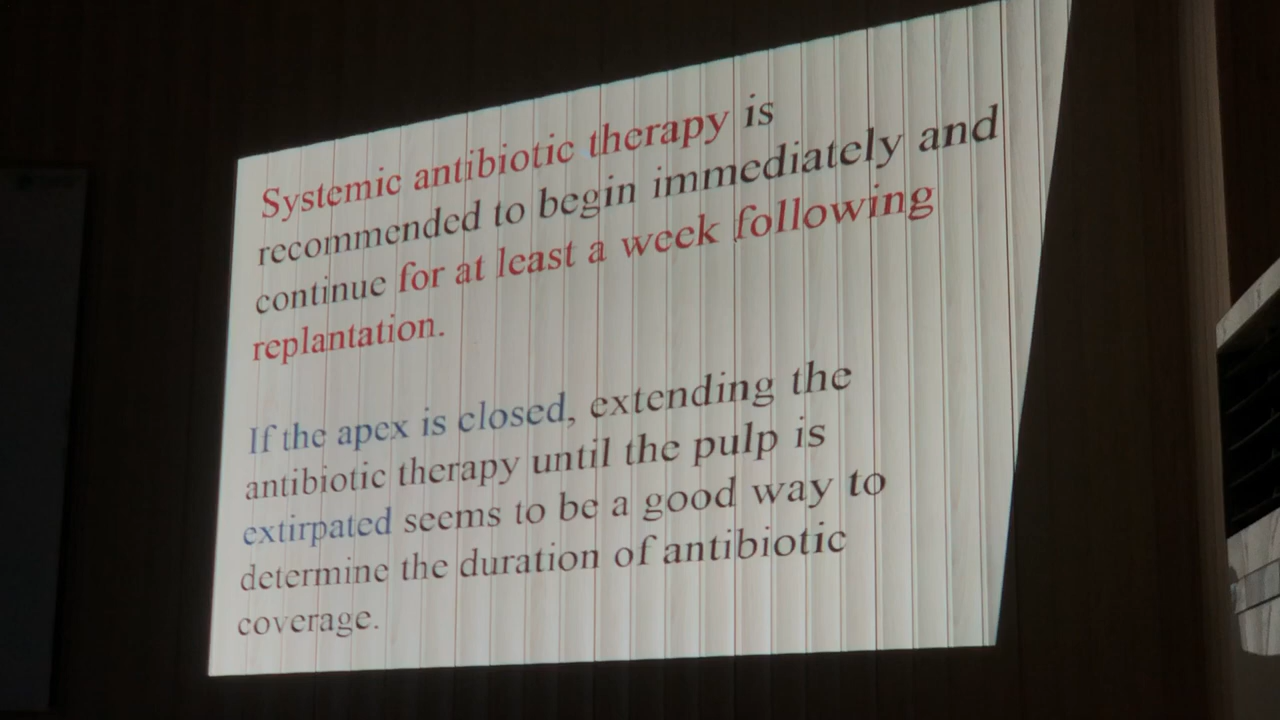 Systemic antibiotic therapy is
recommended to begin immediately and
continue for at least a week following
replantation.
If the apex is closed, extending the
antibiotic therapy until the pulp is
extirpated seems to be a good way to
determine the duration of antibiotic
coverage.